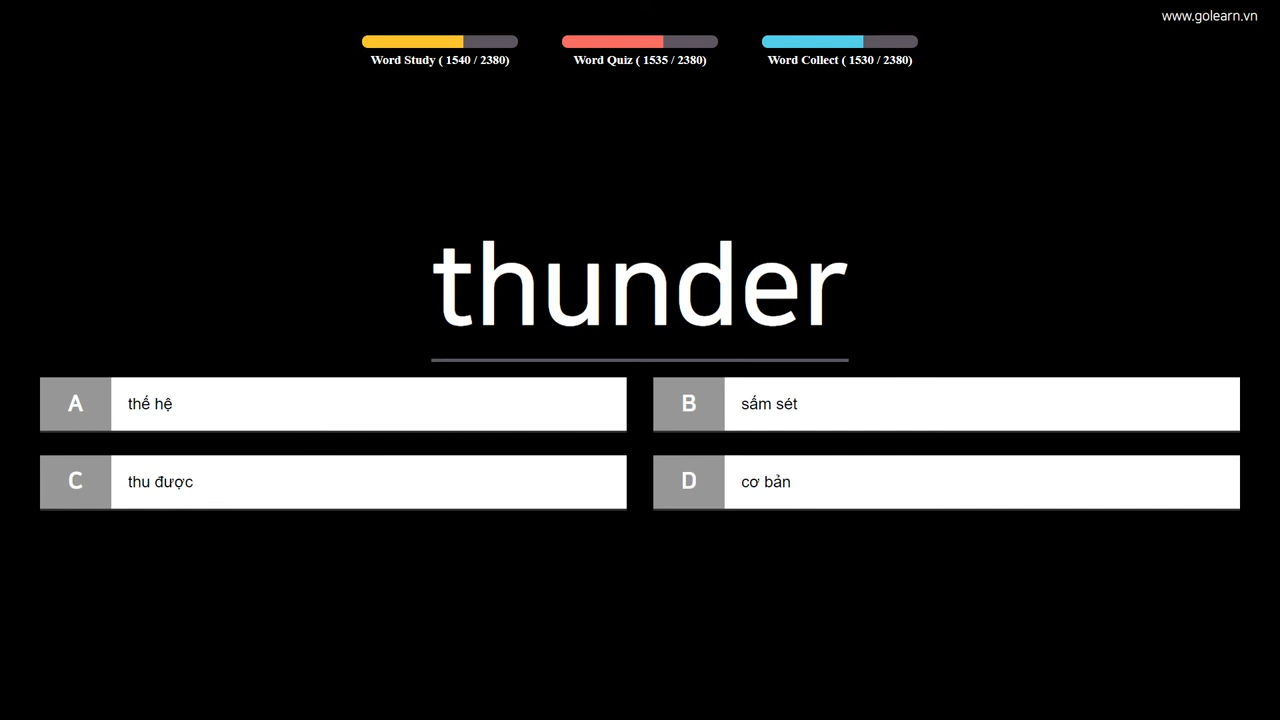 www.golearn.vn
Word Study ( 1540 / 2380)
Word Quiz ( 1535 / 2380)
Word Collect ( 1530 / 2380)
thunder
A thế hệ
B sấm sét
C thu được
D cơ bản